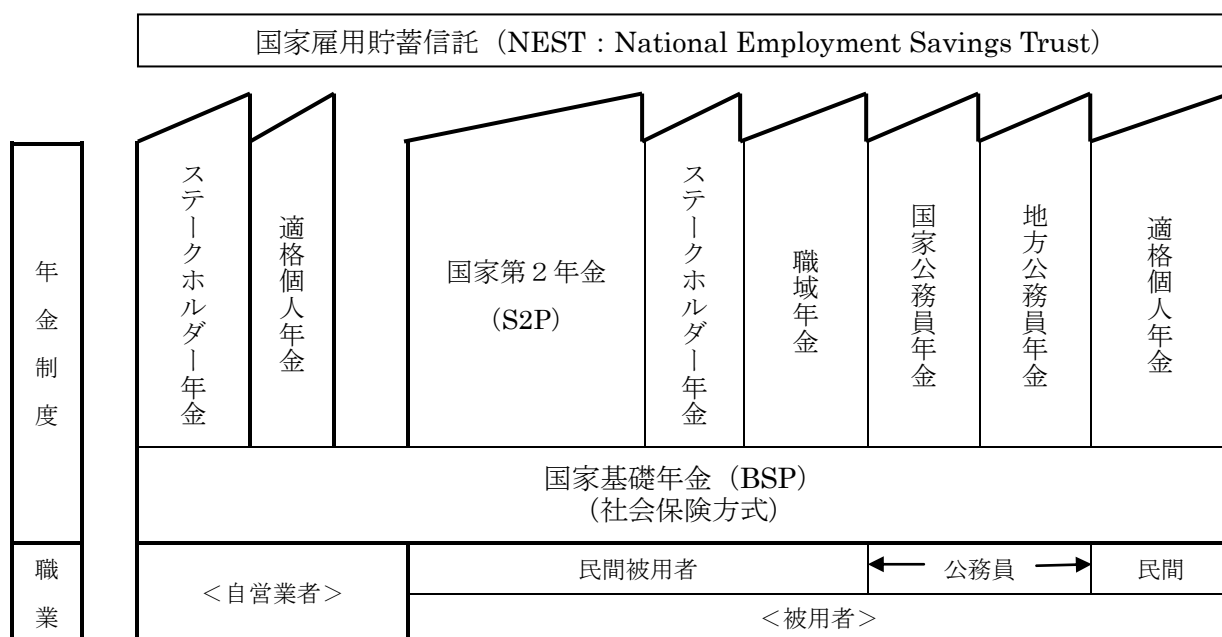 国家雇用貯蓄信託（NEST：National Employment Savings Trust）
年金制度
ステークホルダー年金
適格個人年金
国家第２年金
（S2P）
ステークホルダー年金
職域年金
国家公務員年金
地方公務員年金
適格個人年金
国家基礎年金（BSP）
（社会保険方式）
職業
＜自営業者＞
民間被用者
公務員
民間
＜被用者＞